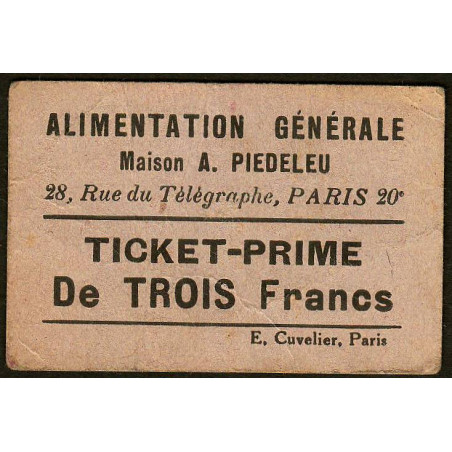 ALIMENTATION GÉNÉRALE
Maison A. PIEDELEU
28, Rue du Télégraphe, PARIS 20e
TICKET-PRIME
De TROIS Francs
E. Cuvelier, Paris